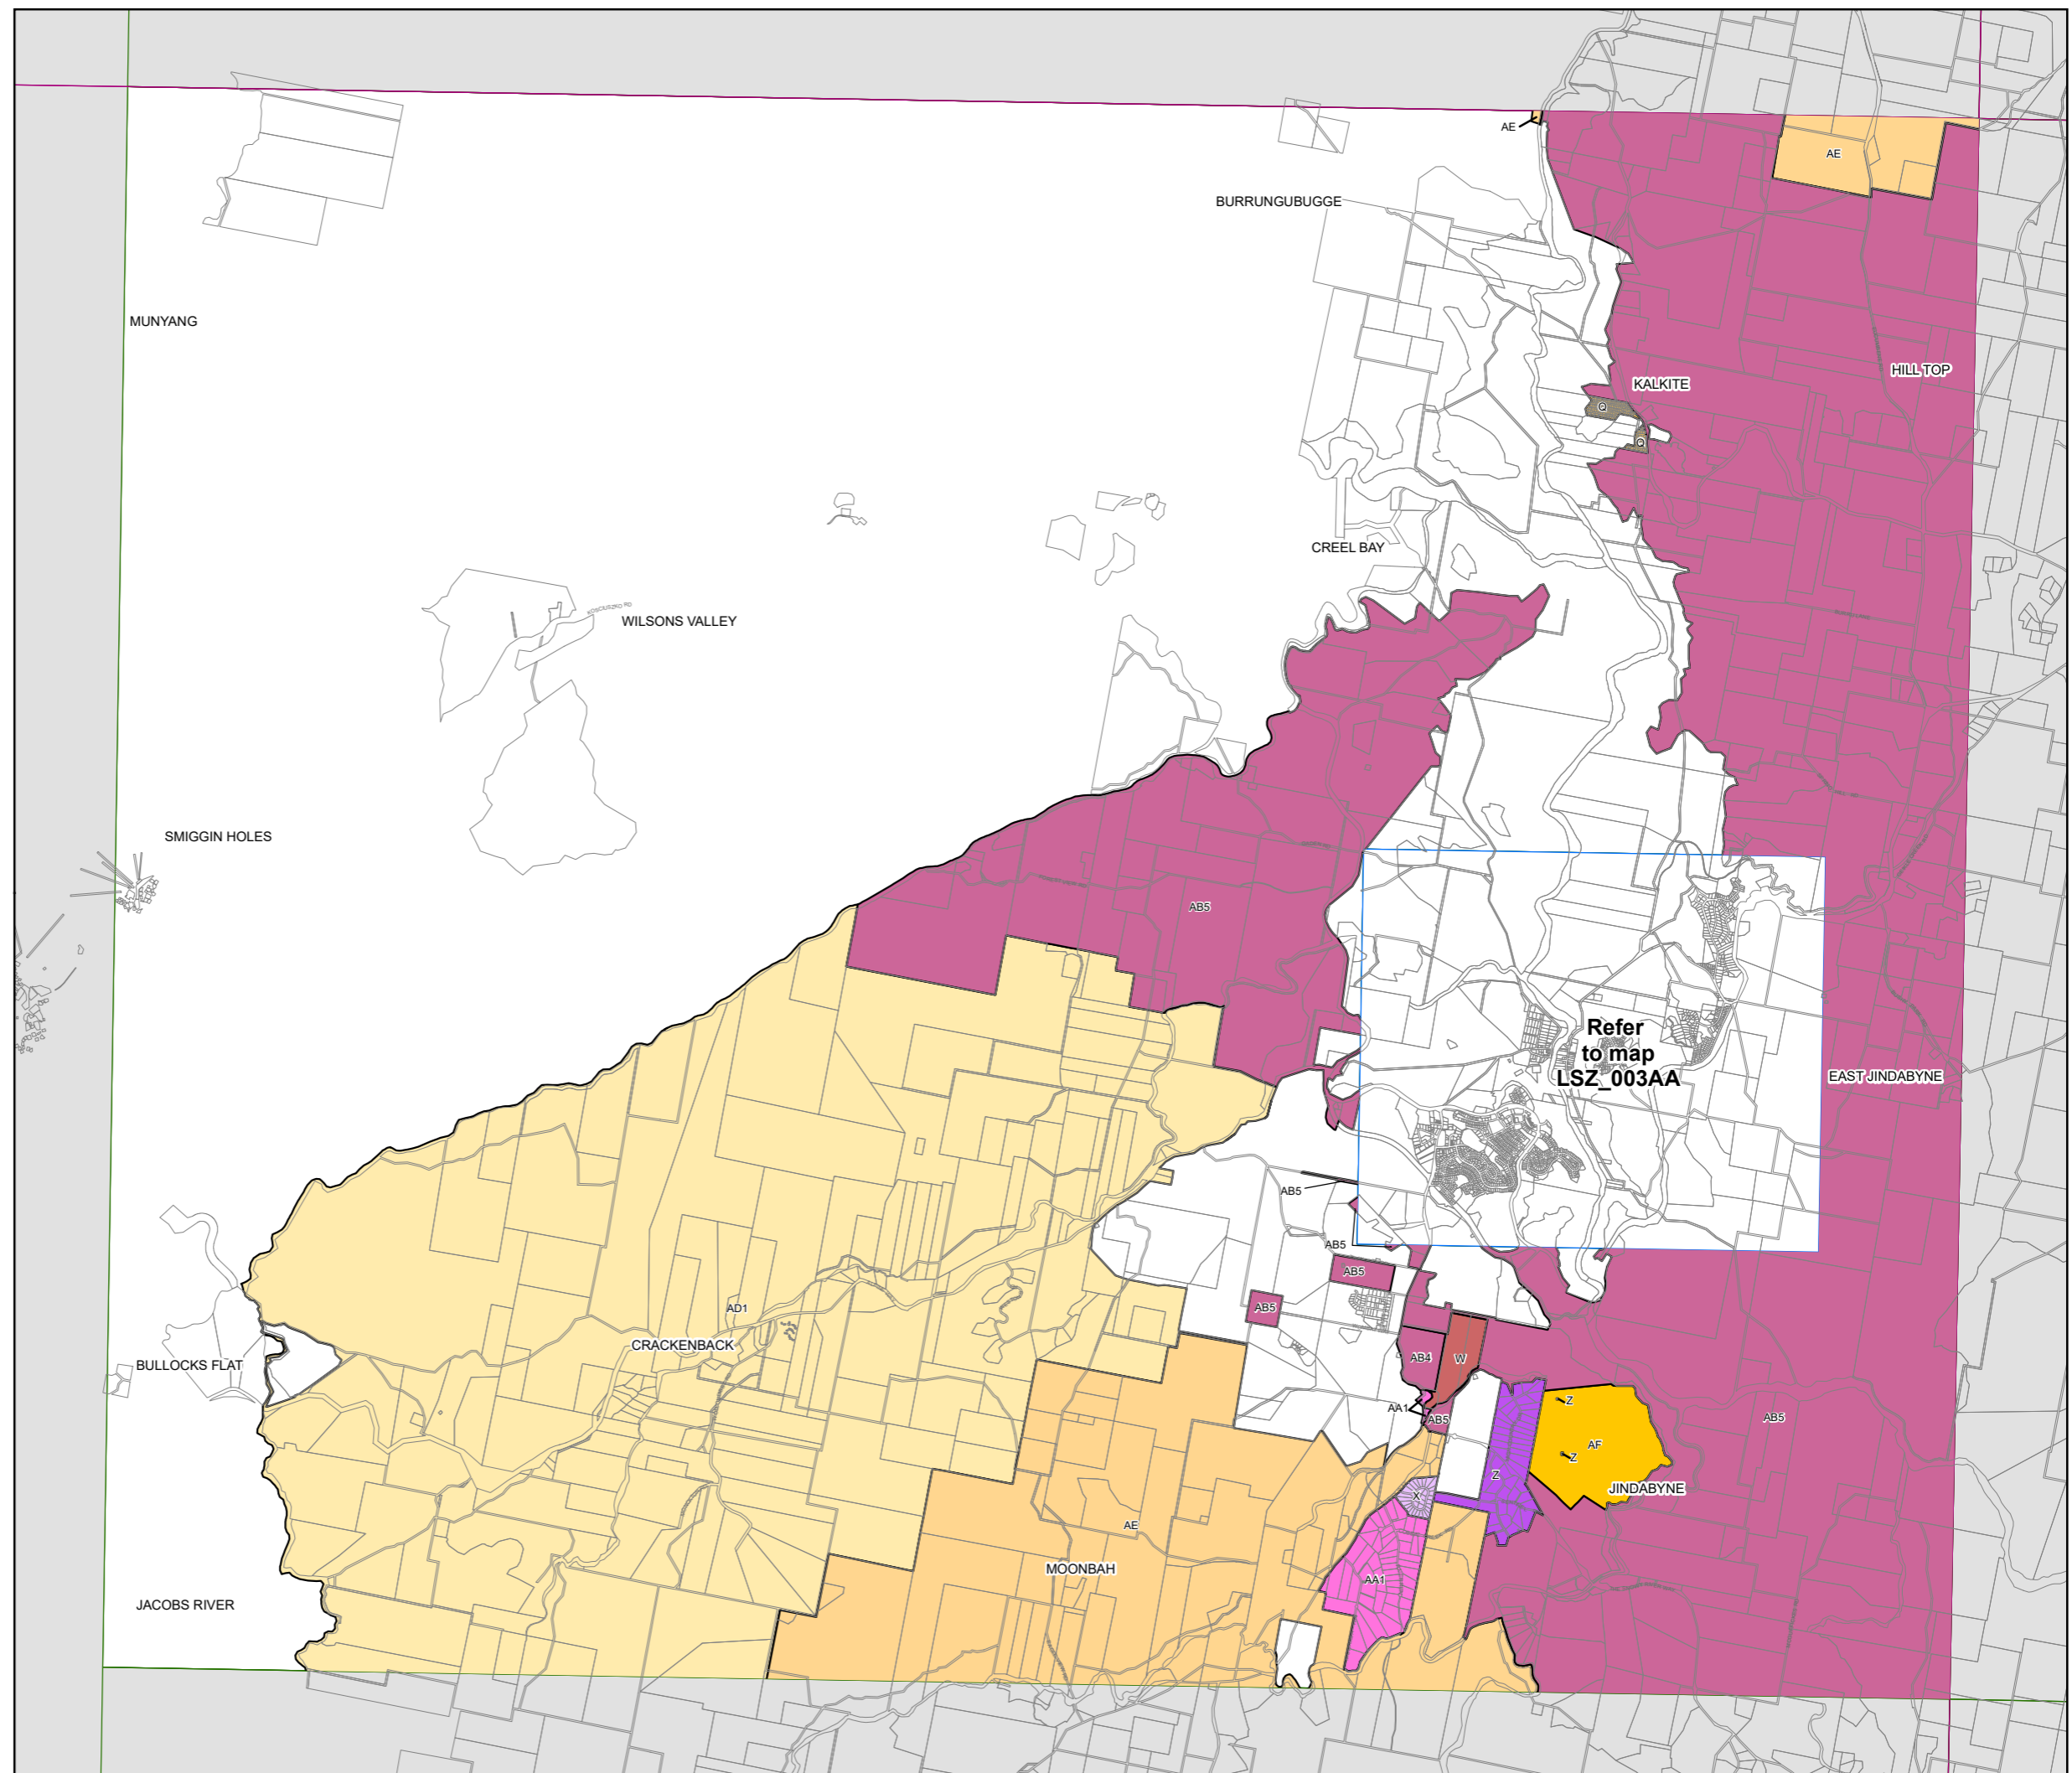 AE
AE
BURRUNGUBUGGE
MUNYANG
HILL TOP
KALKITE
Q
Q
CREEL BAY
KOSCIUSZKO RD
WILSONS VALLEY
SMIGGIN HOLES
AB5
Refer
to map
LSZ_003AA
EAST JINDABYNE
AB5
AB5
AB5
AB5
AD1
CRACKENBACK
BULLOCKS FLAT
AB4
W
AA1
AB5
Z
AB5
AF
Z
Z
JINDABYNE
X
AE
MOONBAH
AA1
JACOBS RIVER